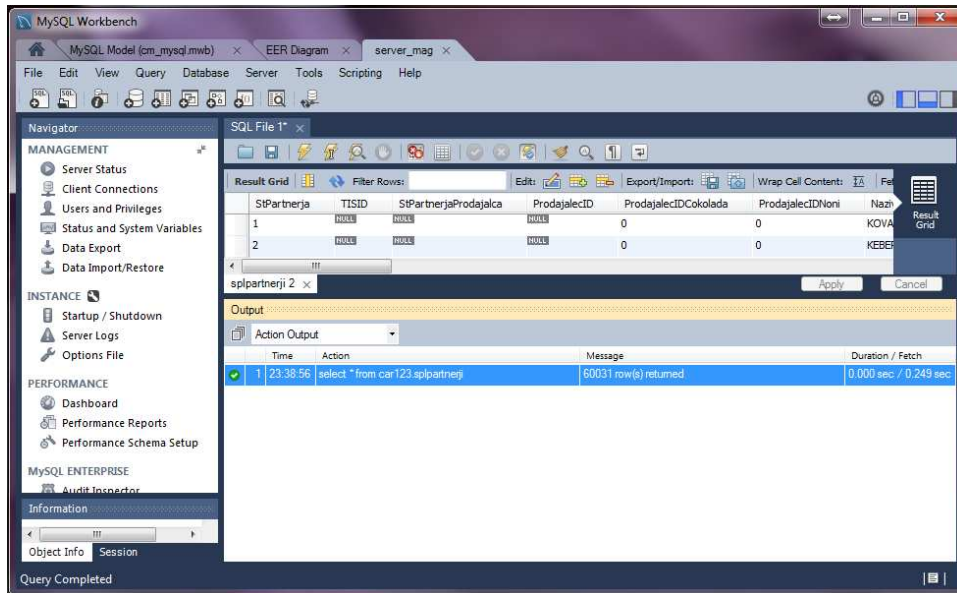 MySQL Workbench
MySQL Model (cm_mysql.mwb) × EER Diagram × server_mag ×
File Edit View Query Database Server Tools Scripting Help
Navigator
MANAGEMENT
Server Status
Client Connections
Users and Privileges
Status and System Variables
Data Export
Data Import/Restore
INSTANCE
Startup / Shutdown
Server Logs
Options File
PERFORMANCE
Dashboard
Performance Reports
Performance Schema Setup
MySQL ENTERPRISE
Audit Inspector
Information
Object Info Session
SQL File 1* ×
Result Grid Filter Rows: Edit: Export/Import: Wrap Cell Content: Fet
StPartnerja TISID StPartnerjaProdajalca ProdajalecID ProdajalecIDCokolada ProdajalecIDNoni Naziv
1 NULL NULL NULL 0 0 KOVA
2 NULL NULL NULL 0 0 KEBER
Result
Grid
splpartnerji 2 × Apply Cancel
Output
Action Output
Time Action Message Duration / Fetch
1 23:38:56 select * from car123.splpartnerji 60031 row(s) returned 0.000 sec / 0.249 sec
Query Completed